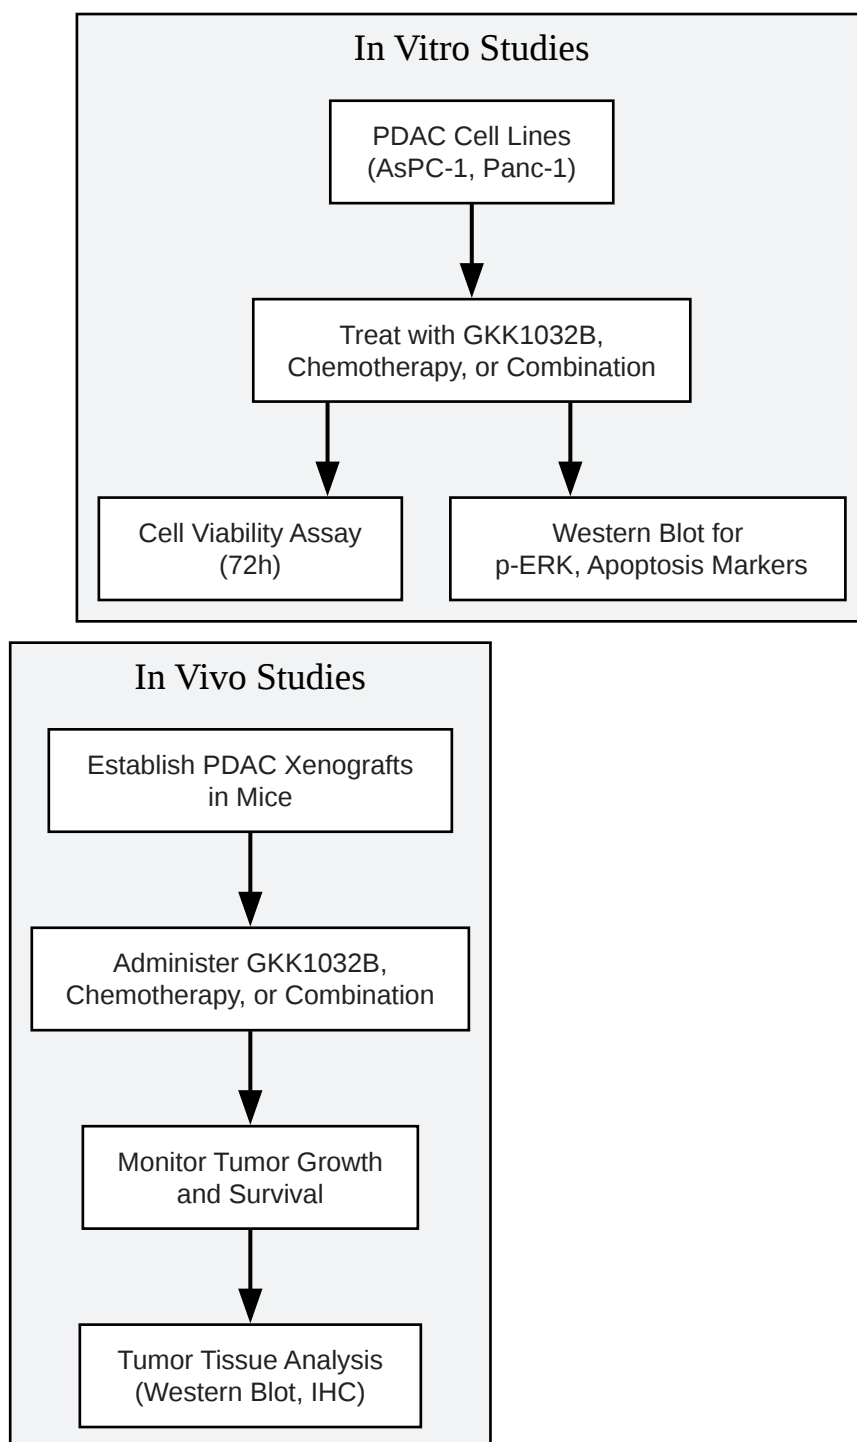 In Vitro Studies
PDAC Cell Lines
(AsPC-1, Panc-1)
Treat with GKK1032B,
Chemotherapy, or Combination
Cell Viability Assay
(72h)
Western Blot for
p-ERK, Apoptosis Markers
In Vivo Studies
Establish PDAC Xenografts
in Mice
Administer GKK1032B,
Chemotherapy, or Combination
Monitor Tumor Growth
and Survival
Tumor Tissue Analysis
(Western Blot, IHC)